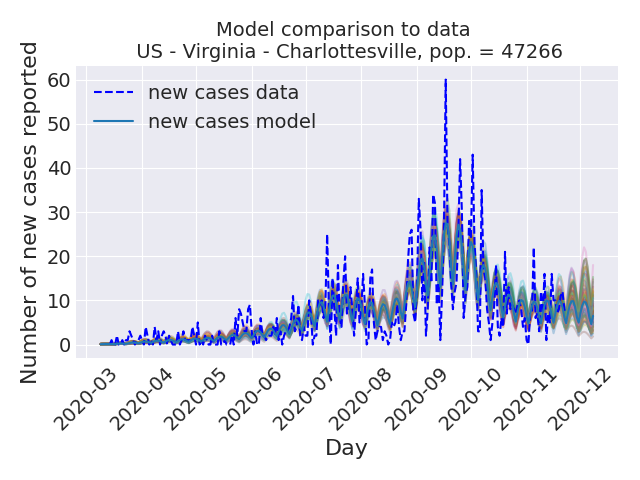 Model comparison to data
US - Virginia - Charlottesville, pop. = 47266
Number of new cases reported
60
50
40
30
20
10
0
new cases data
new cases model
2020-03
2020-04
2020-05
2020-06
2020-07
2020-08
2020-09
2020-10
2020-11
2020-12
Day